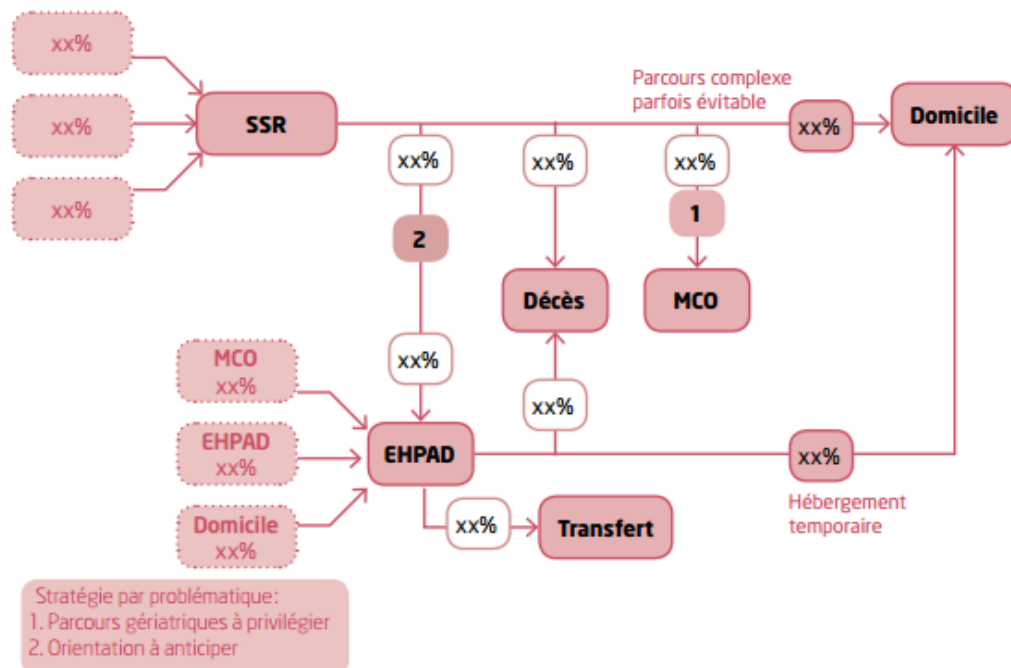 xx%
xx%
xx%
SSR
Parcours complexe
parfois évitable
xx%
Domicile
xx%
xx%
xx%
2
1
Décès
MCO
xx%
xx%
MCO
xx%
EHPAD
xx%
Domicile
xx%
EHPAD
xx%
Hébergement
temporaire
xx%
Transfert
Stratégie par problématique :
1. Parcours gériatriques à privilégier
2. Orientation à anticiper